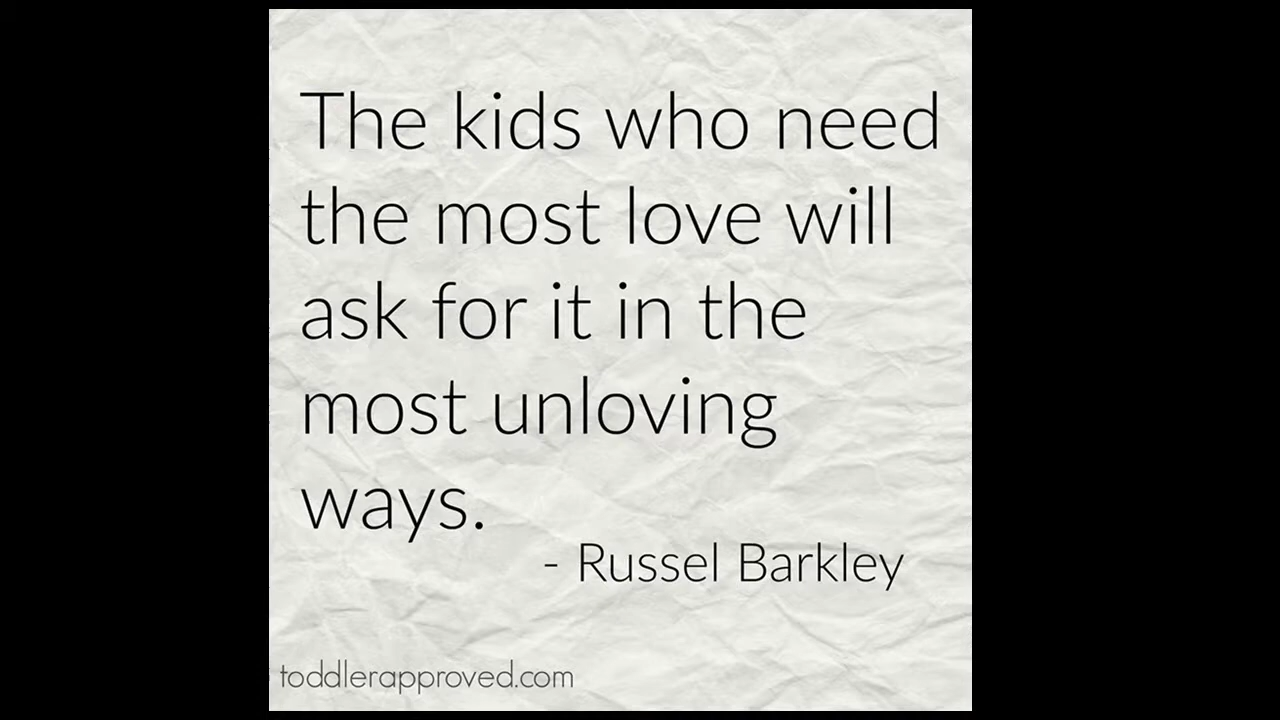 The kids who need
the most love will
ask for it in the
most unloving
ways.
- Russel Barkley
toddlerapproved.com